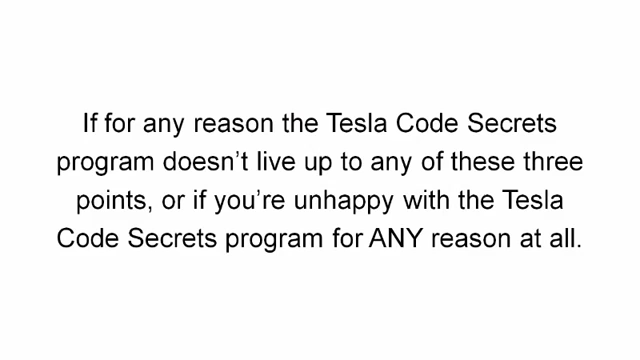 If for any reason the Tesla Code Secrets
program doesn’t live up to any of these three
points, or if you’re unhappy with the Tesla
Code Secrets program for ANY reason at all.